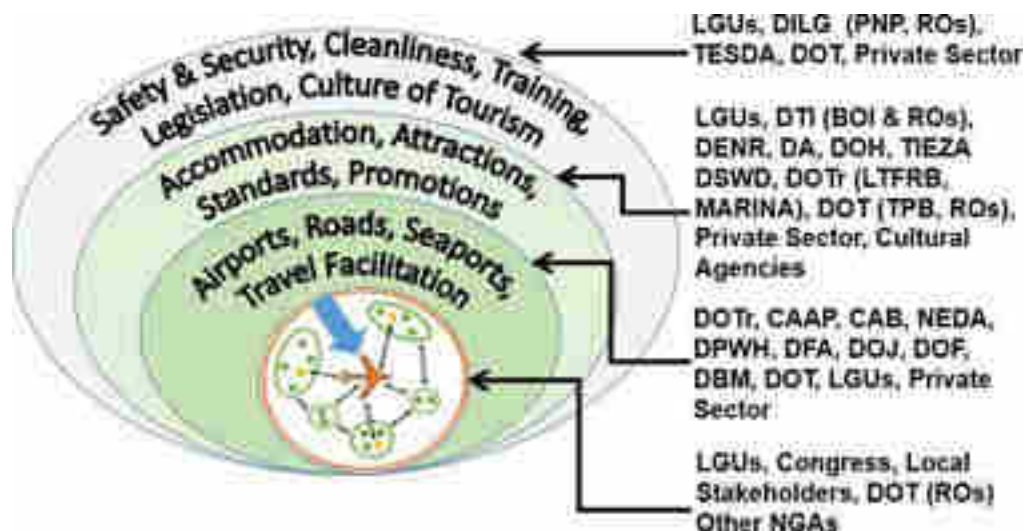 Safety & Security, Cleanliness, Training,
Legislation, Culture of Tourism
Accommodation, Attractions,
Standards, Promotions
Airports, Roads, Seaports,
Travel Facilitation
LGUs, DILG (PNP, ROs),
TESDA, DOT, Private Sector
LGUs, DTI (BOI & ROs),
DENR, DA, DOH, TIEZA
DSWD, DOTr (LTFRB,
MARINA), DOT (TPB, ROs),
Private Sector, Cultural
Agencies
DOTr, CAAP, CAB, NEDA,
DPWH, DFA, DOJ, DOF,
DBM, DOT, LGUs, Private
Sector
LGUs, Congress, Local
Stakeholders, DOT (ROs)
Other NGAs